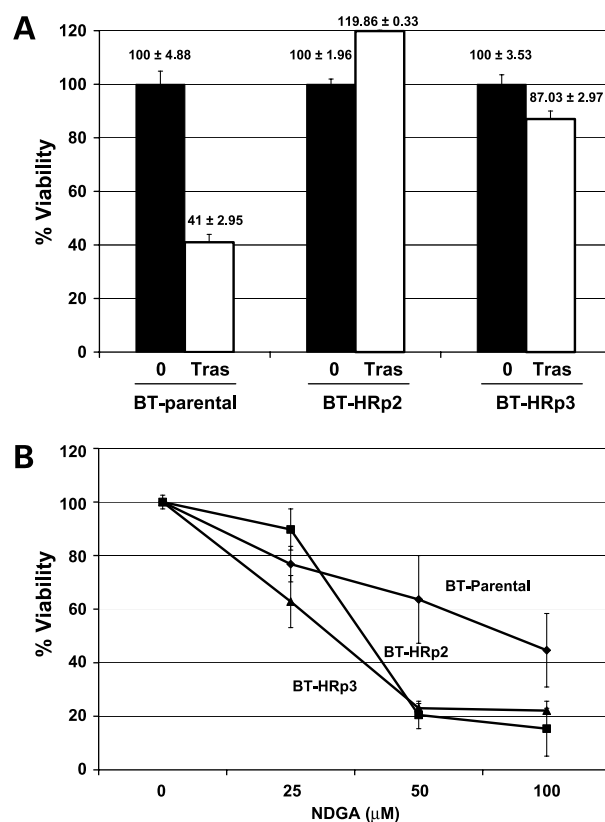 A
120
100
80
60
40
20
0
% Viability
100 ± 4.88
41 ± 2.95
100 ± 1.96
119.86 ± 0.33
100 ± 3.53
87.03 ± 2.97
0 Tras 0 Tras 0 Tras
BT-parental BT-HRp2 BT-HRp3
B
120
100
80
60
40
20
0
% Viability
BT-Parental
BT-HRp2
BT-HRp3
0 25 50 100
NDGA (μM)